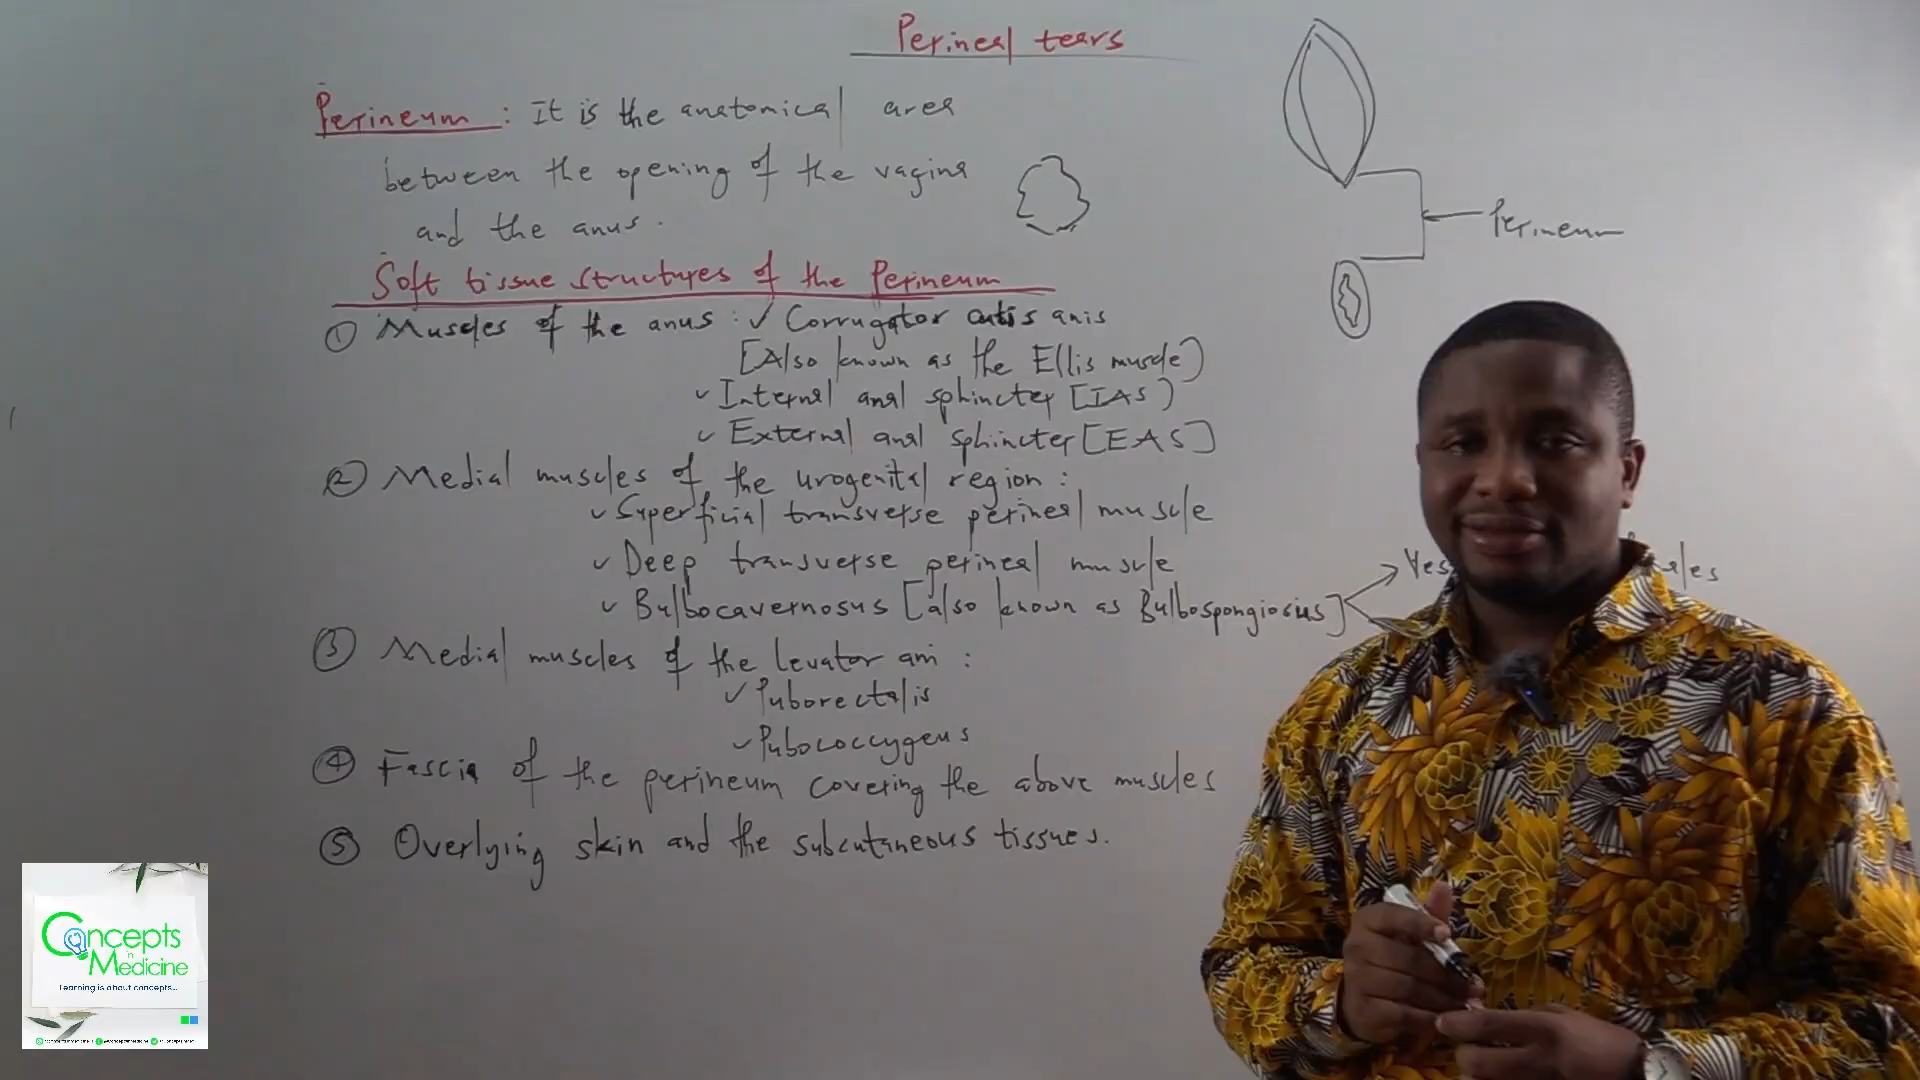 Perineal tears
Perineum : It is the anatomical area
between the opening of the vagina
and the anus.
Perineum
Soft tissue structures of the Perineum
① Muscles of the anus : ✓ Corrugator cutis anis
[Also known as the Ellis muscle]
✓ Internal anal sphincter [IAS]
✓ External anal sphincter [EAS]
② Medial muscles of the urogenital region :
✓ Superficial transverse perineal muscle
✓ Deep transverse perineal muscle
✓ Bulbocavernosus [also known as Bulbospongiosius]
Yes
③ Medial muscles of the levator ani :
✓ Puborectalis
✓ Pubococcygeus
④ Fascia of the perineum covering the above muscles
⑤ Overlying skin and the subcutaneous tissues.
Concepts
in
Medicine
Learning is about concepts...